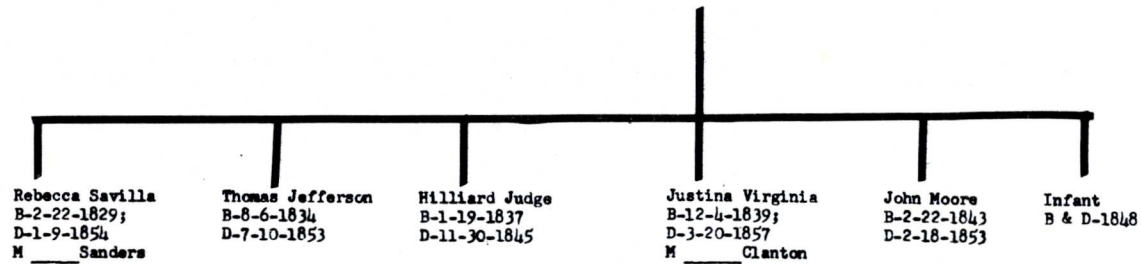 Rebecca Savilla
B-2-22-1829;
D-1-9-1854
M _____Sanders
Thomas Jefferson
B-8-6-1834
D-7-10-1853
Hilliard Judge
B-1-19-1837
D-11-30-1845
Justina Virginia
B-12-4-1839;
D-3-20-1857
M ______Clanton
John Moore
B-2-22-1843
D-2-18-1853
Infant
B & D-1848